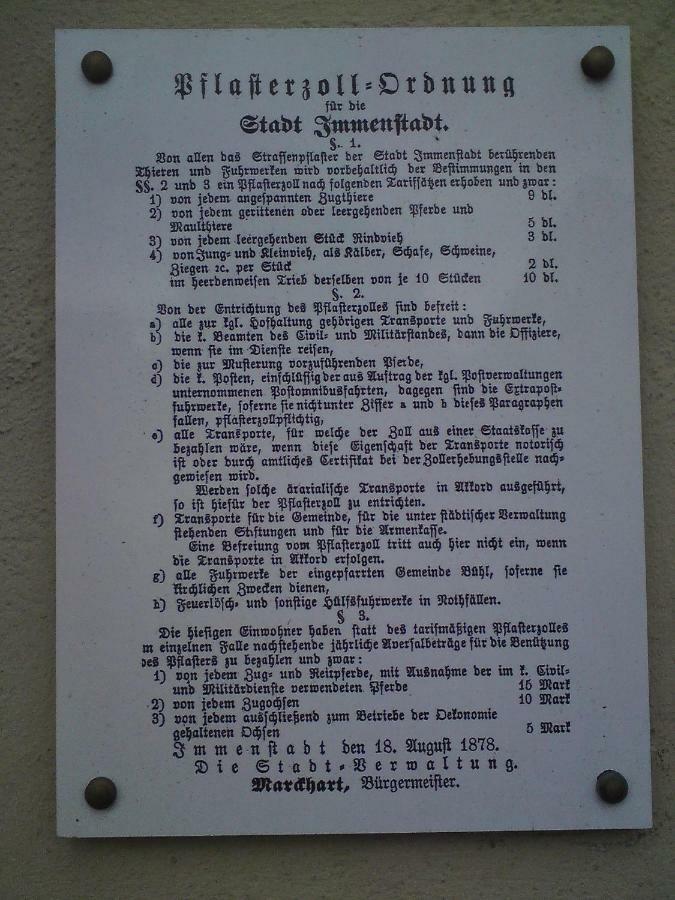 Pflasterzoll-Ordnung
für die
Stadt Immenstadt.
§. 1.
Von allen das Straßenpflaster der Stadt Immenstadt berührenden
Thieren und Fuhrwerken wird vorbehaltlich der Bestimmungen in den
§§. 2 und 3 ein Pflasterzoll nach folgenden Tarifsätzen erhoben und zwar:
1) von jedem angespannten Zugthiere 9 dl.
2) von jedem gerittenen oder leergehenden Pferde und
Maulthiere 5 dl.
3) von jedem leergehenden Stück Rindvieh 3 dl.
4) von Jung- und Kleinvieh, als Kälber, Schafe, Schweine,
Ziegen ꝛc. per Stück 2 dl.
im heerdenweisen Trieb derselben von je 10 Stücken 10 dl.
§. 2.
Von der Entrichtung des Pflasterzolles sind befreit:
a) alle zur kgl. Hofhaltung gehörigen Transporte und Fuhrwerke,
b) die k. Beamten des Civil- und Militärstandes, dann die Offiziere,
wenn sie im Dienste reisen,
c) die zur Musterung vorzuführenden Pferde,
d) die k. Posten, einschlüssig der aus Auftrag der kgl. Postverwaltungen
unternommenen Postomnibusfahrten, dagegen sind die Extrapost-
fuhrwerke, soferne sie nicht unter Ziffer a und b dieses Paragraphen
fallen, pflasterzollpflichtig,
e) alle Transporte, für welche der Zoll aus einer Staatskasse zu
bezahlen wäre, wenn diese Eigenschaft der Transporte notorisch
ist oder durch amtliches Certifikat bei der Zollerhebungsstelle nach-
gewiesen wird.
Werden solche ärarialische Transporte in Akkord ausgeführt,
so ist hiefür der Pflasterzoll zu entrichten.
f) Transporte für die Gemeinde, für die unter städtischer Verwaltung
stehenden Stiftungen und für die Armenkasse.
Eine Befreiung vom Pflasterzoll tritt auch hier nicht ein, wenn
die Transporte in Akkord erfolgen.
g) alle Fuhrwerke der eingepfarrten Gemeinde Bühl, soferne sie
kirchlichen Zwecken dienen,
h) Feuerlösch- und sonstige Hülfsfuhrwerke in Nothfällen.
§ 3.
Die hiesigen Einwohner haben statt des tarifmäßigen Pflasterzolles
m einzelnen Falle nachstehende jährliche Aversalbeträge für die Benützung
des Pflasters zu bezahlen und zwar:
1) von jedem Zug- und Reitpferde, mit Ausnahme der im k. Civil-
und Militärdienste verwendeten Pferde 15 Mark
2) von jedem Zugochsen 10 Mark
3) von jedem ausschließend zum Betriebe der Oekonomie
gehaltenen Ochsen 5 Mark
Immenstadt den 18. August 1878.
Die Stadt-Verwaltung.
Marckhart, Bürgermeister.